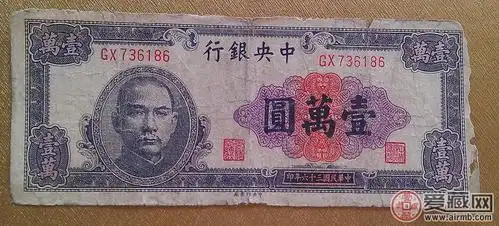 壹萬
中央銀行
壹萬
GX736186
GX736186
壹萬圓
壹萬
中華民國三十六年印
壹萬
爱藏网
www.airmb.com